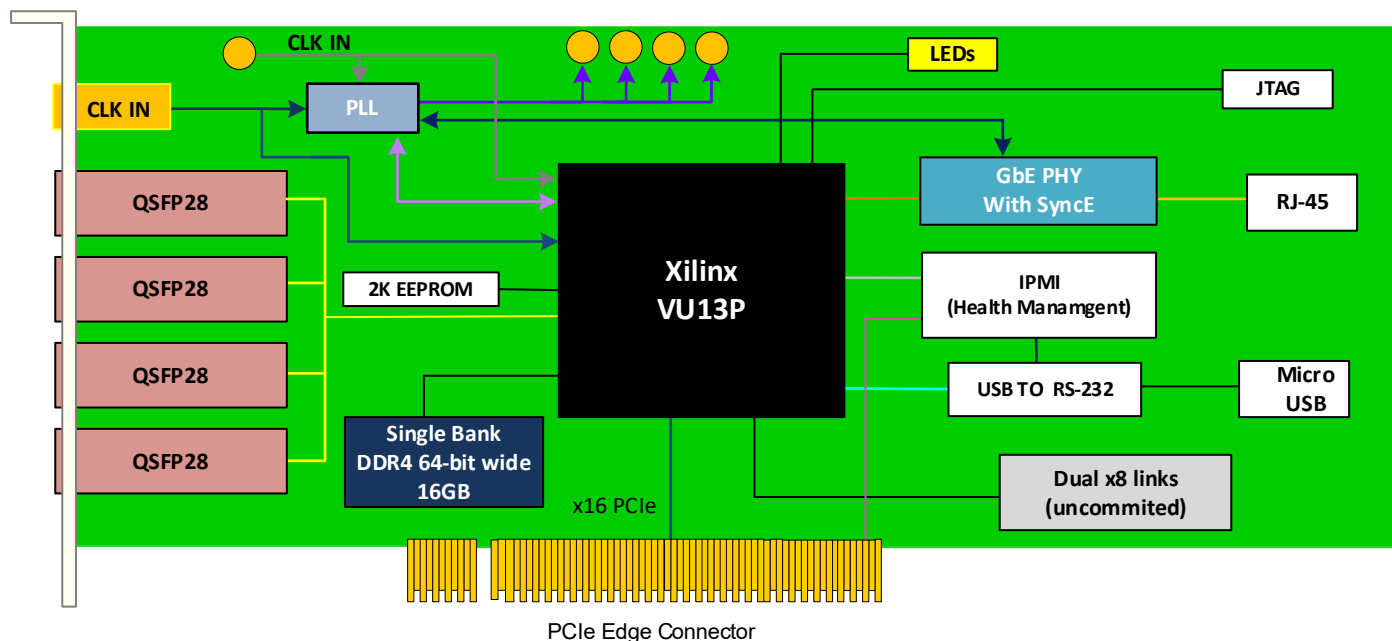 CLK IN
LEDs
JTAG
CLK IN
PLL
GbE PHY
With SyncE
RJ-45
QSFP28
QSFP28
QSFP28
QSFP28
2K EEPROM
Xilinx
VU13P
IPMI
(Health Manamgent)
USB TO RS-232
Micro
USB
Single Bank
DDR4 64-bit wide
16GB
Dual x8 links
(uncommited)
x16 PCIe
PCIe Edge Connector